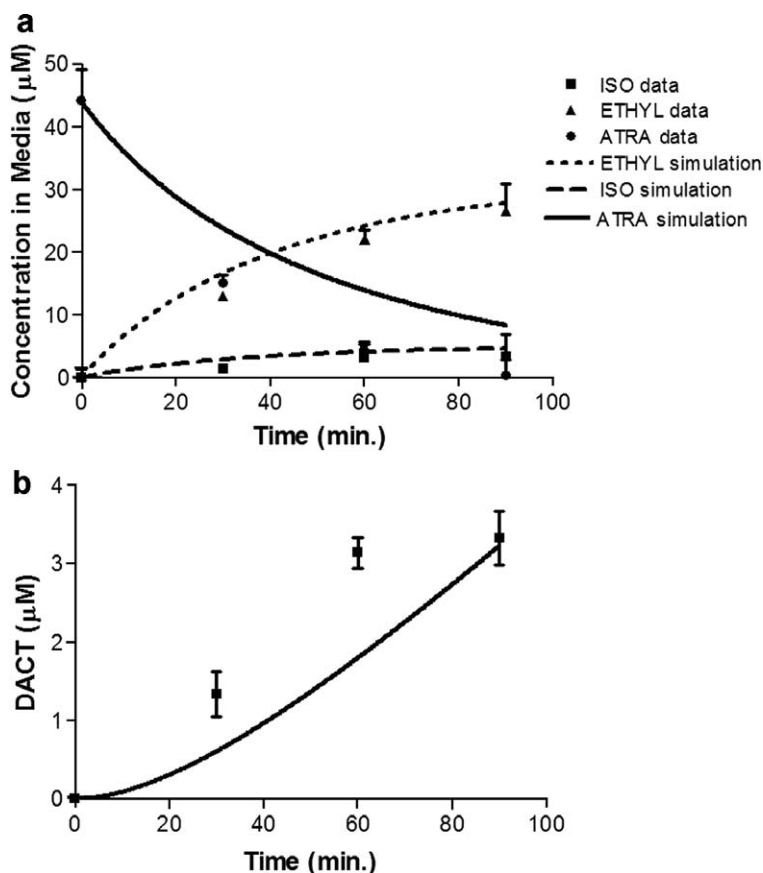 a
Concentration in Media (µM)
50
40
30
20
10
0
0 20 40 60 80 100
Time (min.)
ISO data
ETHYL data
ATRA data
ETHYL simulation
ISO simulation
ATRA simulation
b
DACT (µM)
4
3
2
1
0
0 20 40 60 80 100
Time (min.)